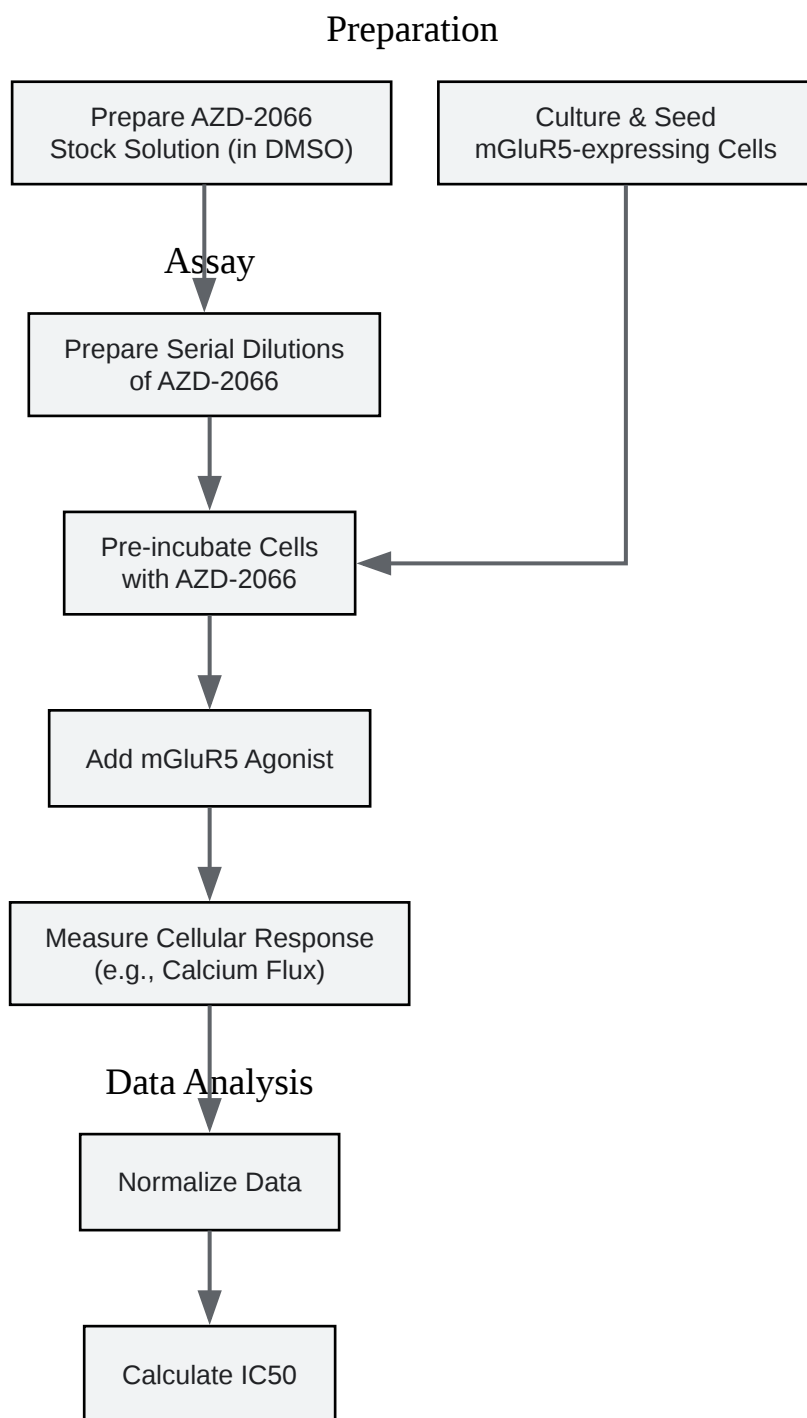 Preparation
Prepare AZD-2066
Stock Solution (in DMSO)
Culture & Seed
mGluR5-expressing Cells
Assay
Prepare Serial Dilutions
of AZD-2066
Pre-incubate Cells
with AZD-2066
Add mGluR5 Agonist
Measure Cellular Response
(e.g., Calcium Flux)
Data Analysis
Normalize Data
Calculate IC50